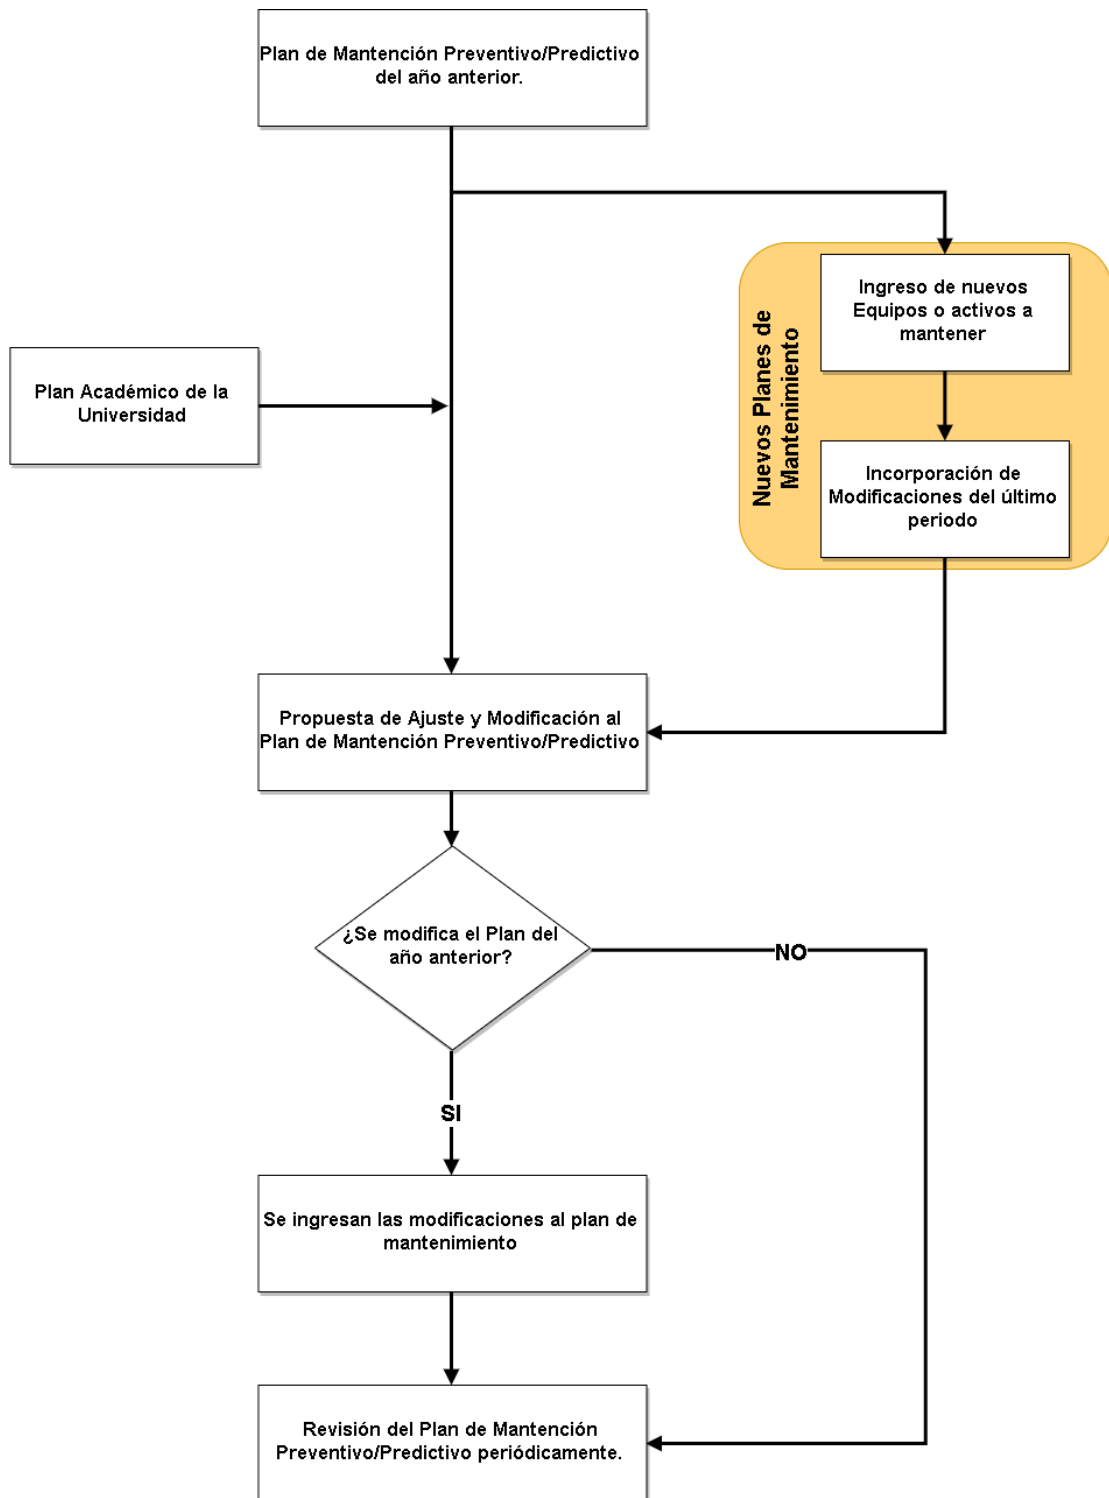 Plan de Mantención Preventivo/Predictivo
del año anterior.
Nuevos Planes de
Mantenimiento
Ingreso de nuevos
Equipos o activos a
mantener
Plan Académico de la
Universidad
Incorporación de
Modificaciones del último
periodo
Propuesta de Ajuste y Modificación al
Plan de Mantención Preventivo/Predictivo
¿Se modifica el Plan del
año anterior?
NO
SI
Se ingresan las modificaciones al plan de
mantenimiento
Revisión del Plan de Mantención
Preventivo/Predictivo periódicamente.